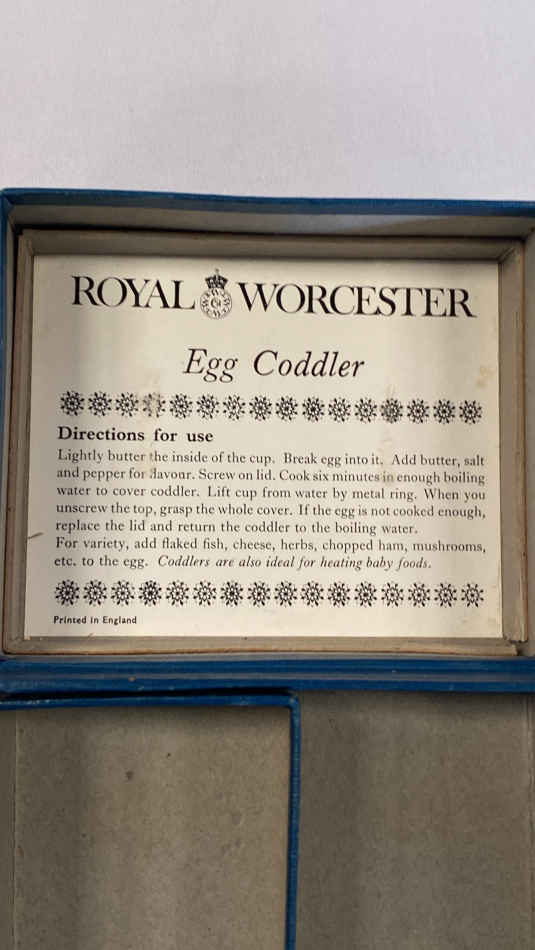 ROYAL WORCESTER
Egg Coddler
Directions for use
Lightly butter the inside of the cup. Break egg into it. Add butter, salt
and pepper for flavour. Screw on lid. Cook six minutes in enough boiling
water to cover coddler. Lift cup from water by metal ring. When you
unscrew the top, grasp the whole cover. If the egg is not cooked enough,
replace the lid and return the coddler to the boiling water.
For variety, add flaked fish, cheese, herbs, chopped ham, mushrooms,
etc. to the egg. Coddlers are also ideal for heating baby foods.
Printed in England